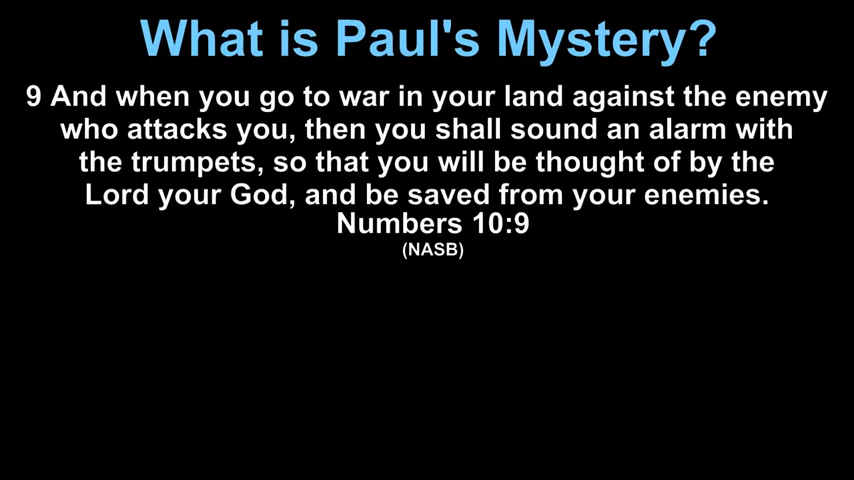 What is Paul's Mystery?
9 And when you go to war in your land against the enemy
who attacks you, then you shall sound an alarm with
the trumpets, so that you will be thought of by the
Lord your God, and be saved from your enemies.
Numbers 10:9
(NASB)